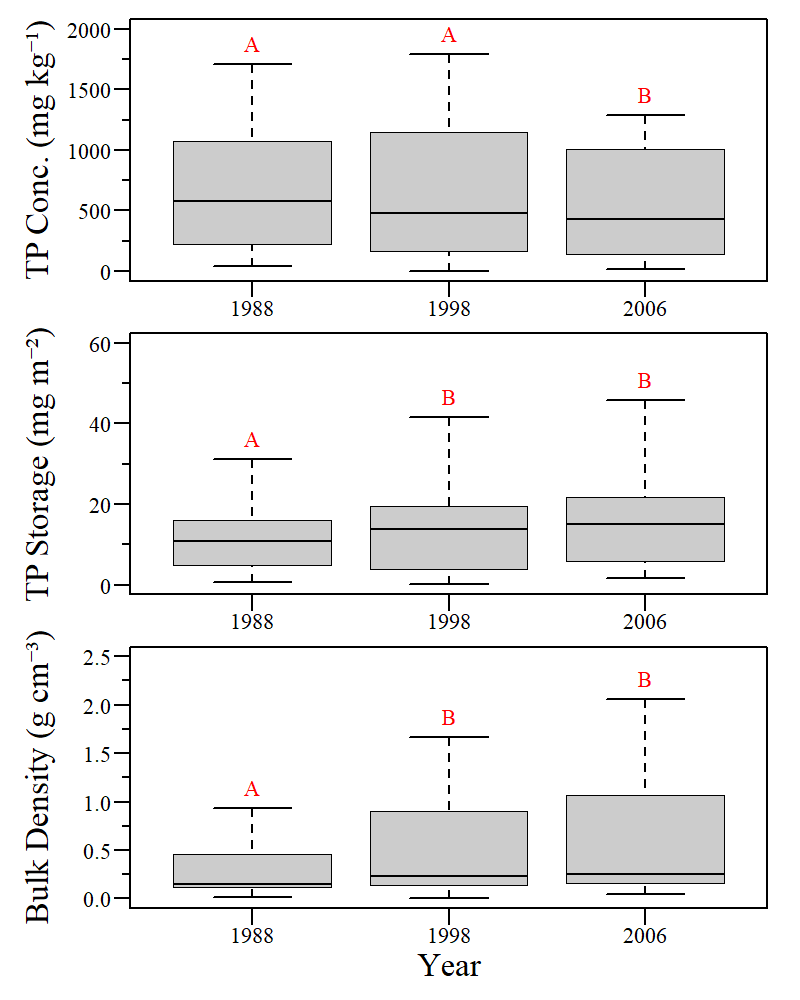 TP Conc. (mg kg⁻¹)
2000
1500
1000
500
0
A
A
B
1988
1998
2006
TP Storage (mg m⁻²)
60
40
20
0
A
B
B
1988
1998
2006
Bulk Density (g cm⁻³)
2.5
2.0
1.5
1.0
0.5
0.0
A
B
B
1988
1998
2006
Year